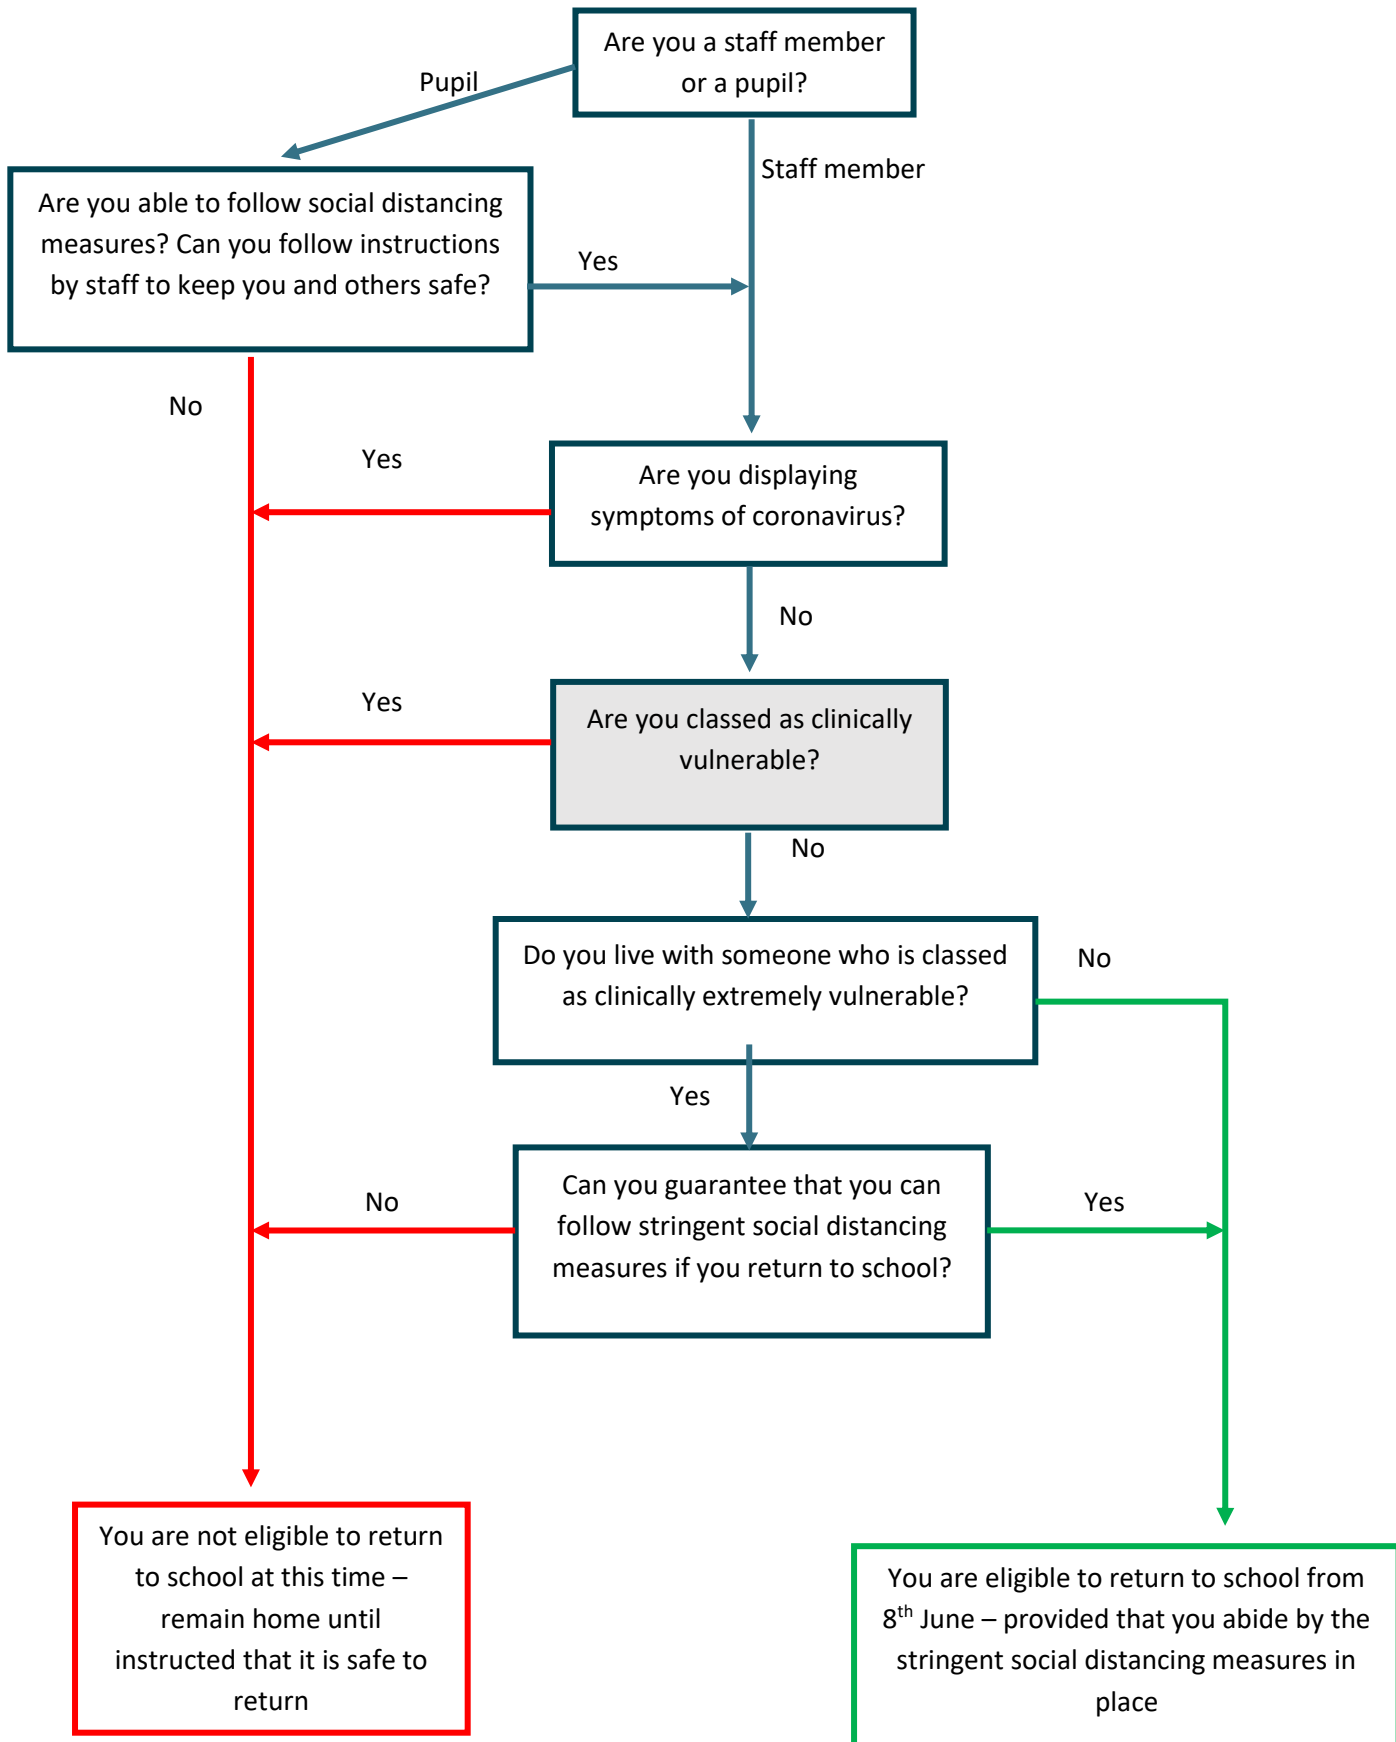 Are you a staff member
or a pupil?
Pupil
Staff member
Are you able to follow social distancing
measures? Can you follow instructions
by staff to keep you and others safe?
Yes
No
Yes
Are you displaying
symptoms of coronavirus?
No
Yes
Are you classed as clinically
vulnerable?
No
Do you live with someone who is classed
as clinically extremely vulnerable?
No
Yes
Can you guarantee that you can
follow stringent social distancing
measures if you return to school?
No
Yes
You are not eligible to return
to school at this time –
remain home until
instructed that it is safe to
return
You are eligible to return to school from
8th June – provided that you abide by the
stringent social distancing measures in
place